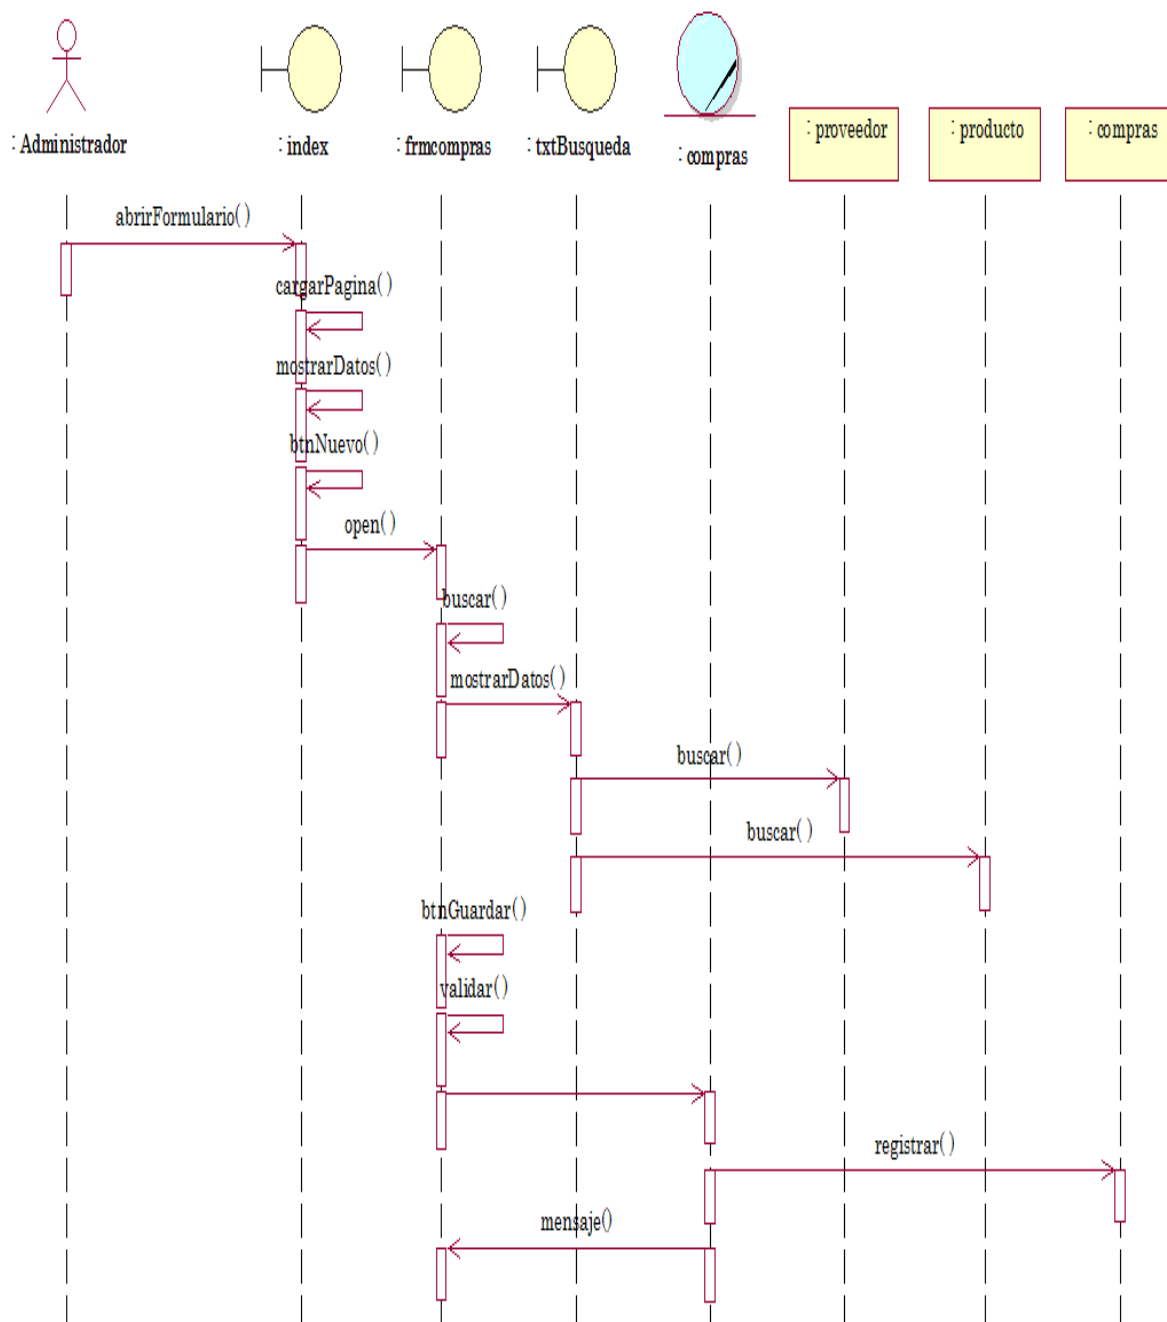 : Administrador
: index
: frmcompras
: txtBusqueda
: compras
: proveedor
: producto
: compras
abrirFormulario( )
cargarPagina( )
mostrarDatos( )
btnNuevo( )
open( )
buscar( )
mostrarDatos( )
buscar( )
buscar( )
btnGuardar( )
validar( )
registrar( )
mensaje()